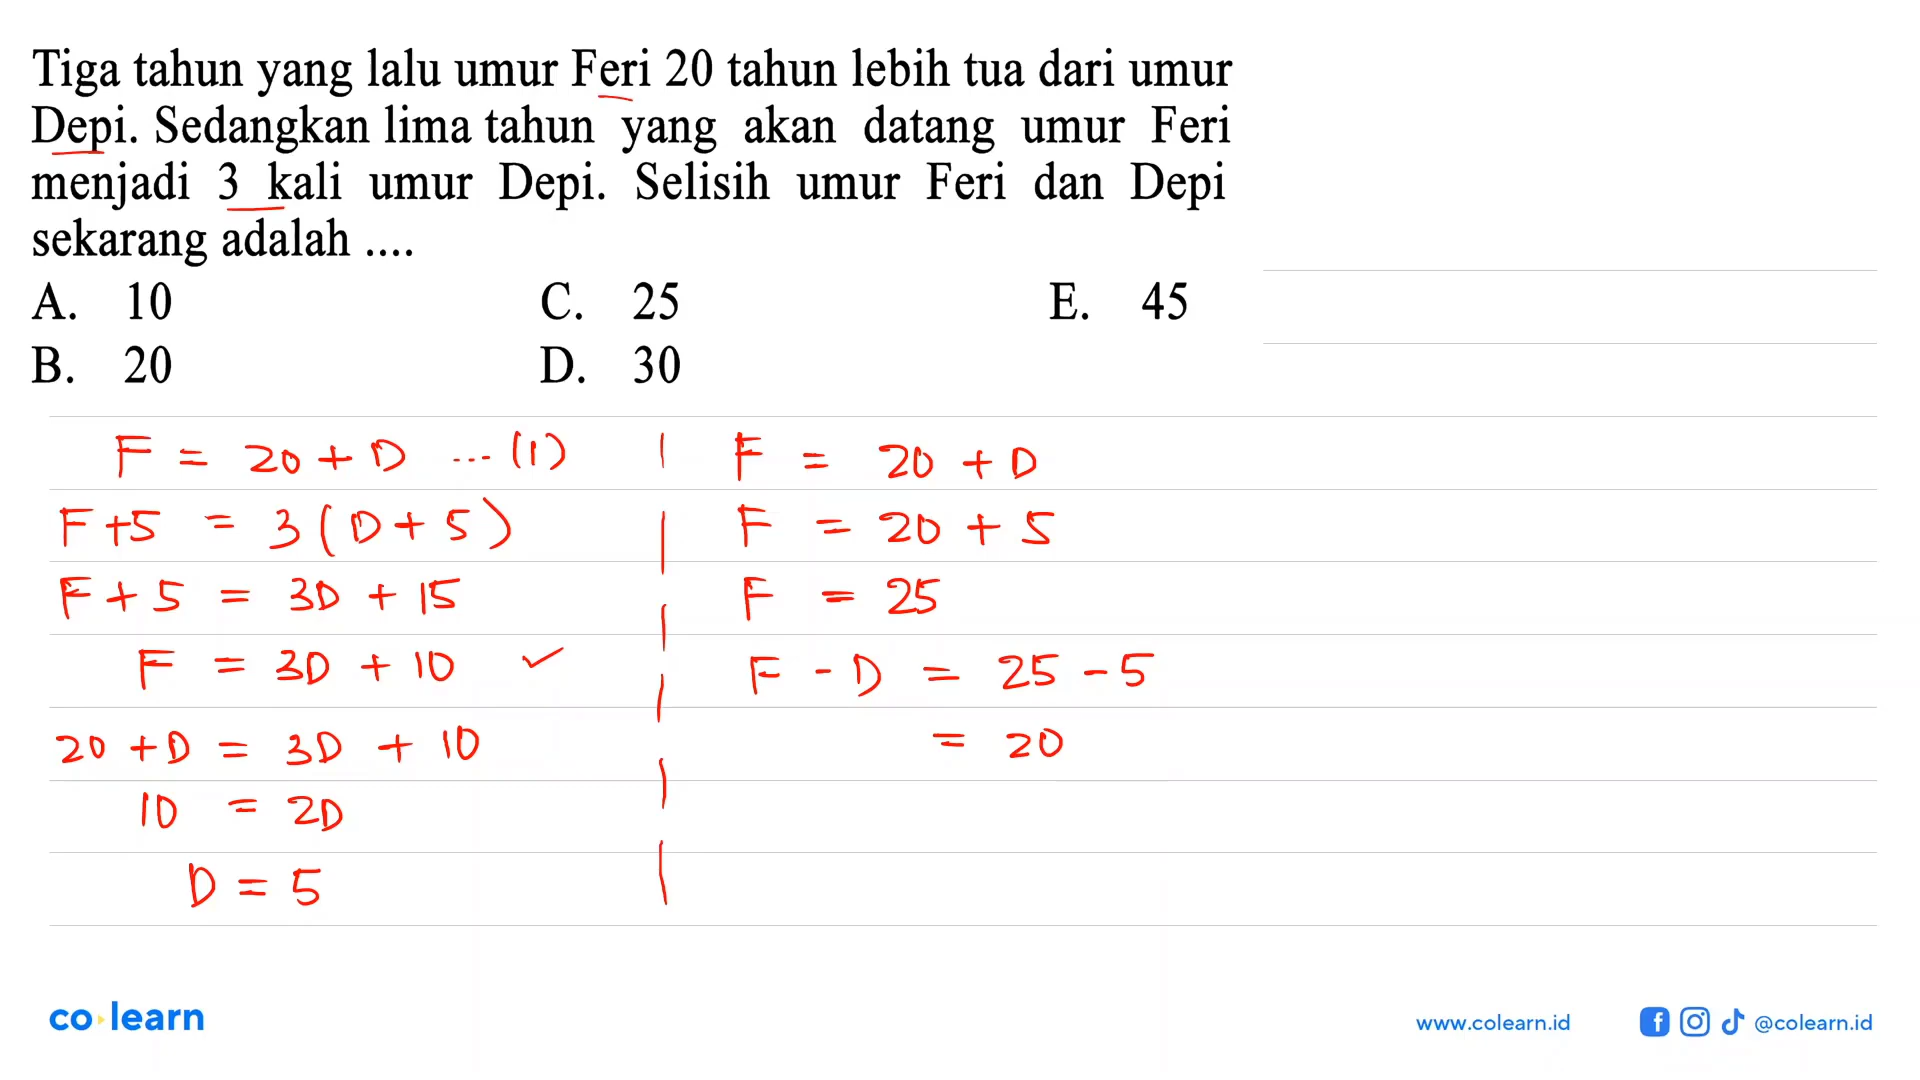 Tiga tahun yang lalu umur Feri 20 tahun lebih tua dari umur
Depi. Sedangkan lima tahun yang akan datang umur Feri
menjadi 3 kali umur Depi. Selisih umur Feri dan Depi
sekarang adalah ....
A. 10 C. 25 E. 45
B. 20 D. 30
F = 20 + D ... (1)
F + 5 = 3 (D + 5)
F + 5 = 3D + 15
F = 3D + 10 ✓
20 + D = 3D + 10
10 = 2D
D = 5
F = 20 + D
F = 20 + 5
F = 25
F - D = 25 - 5
= 20
co learn
www.colearn.id
@colearn.id